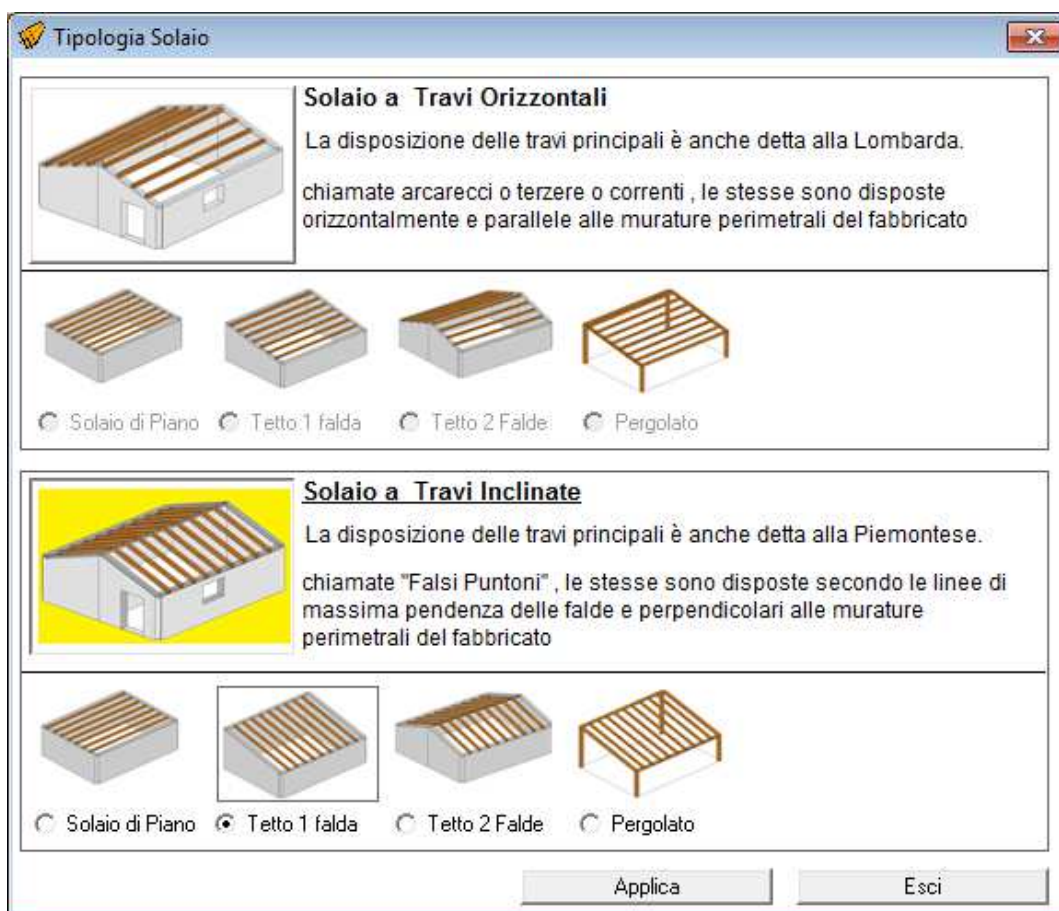 Tipologia Solaio
Solaio a Travi Orizzontali
La disposizione delle travi principali è anche detta alla Lombarda.
chiamate arcarecci o terzere o correnti , le stesse sono disposte
orizzontalmente e parallele alle murature perimetrali del fabbricato
Solaio di Piano Tetto 1 falda Tetto 2 Falde Pergolato
Solaio a Travi Inclinate
La disposizione delle travi principali è anche detta alla Piemontese.
chiamate "Falsi Puntoni" , le stesse sono disposte secondo le linee di
massima pendenza delle falde e perpendicolari alle murature
perimetrali del fabbricato
Solaio di Piano Tetto 1 falda Tetto 2 Falde Pergolato
Applica Esci